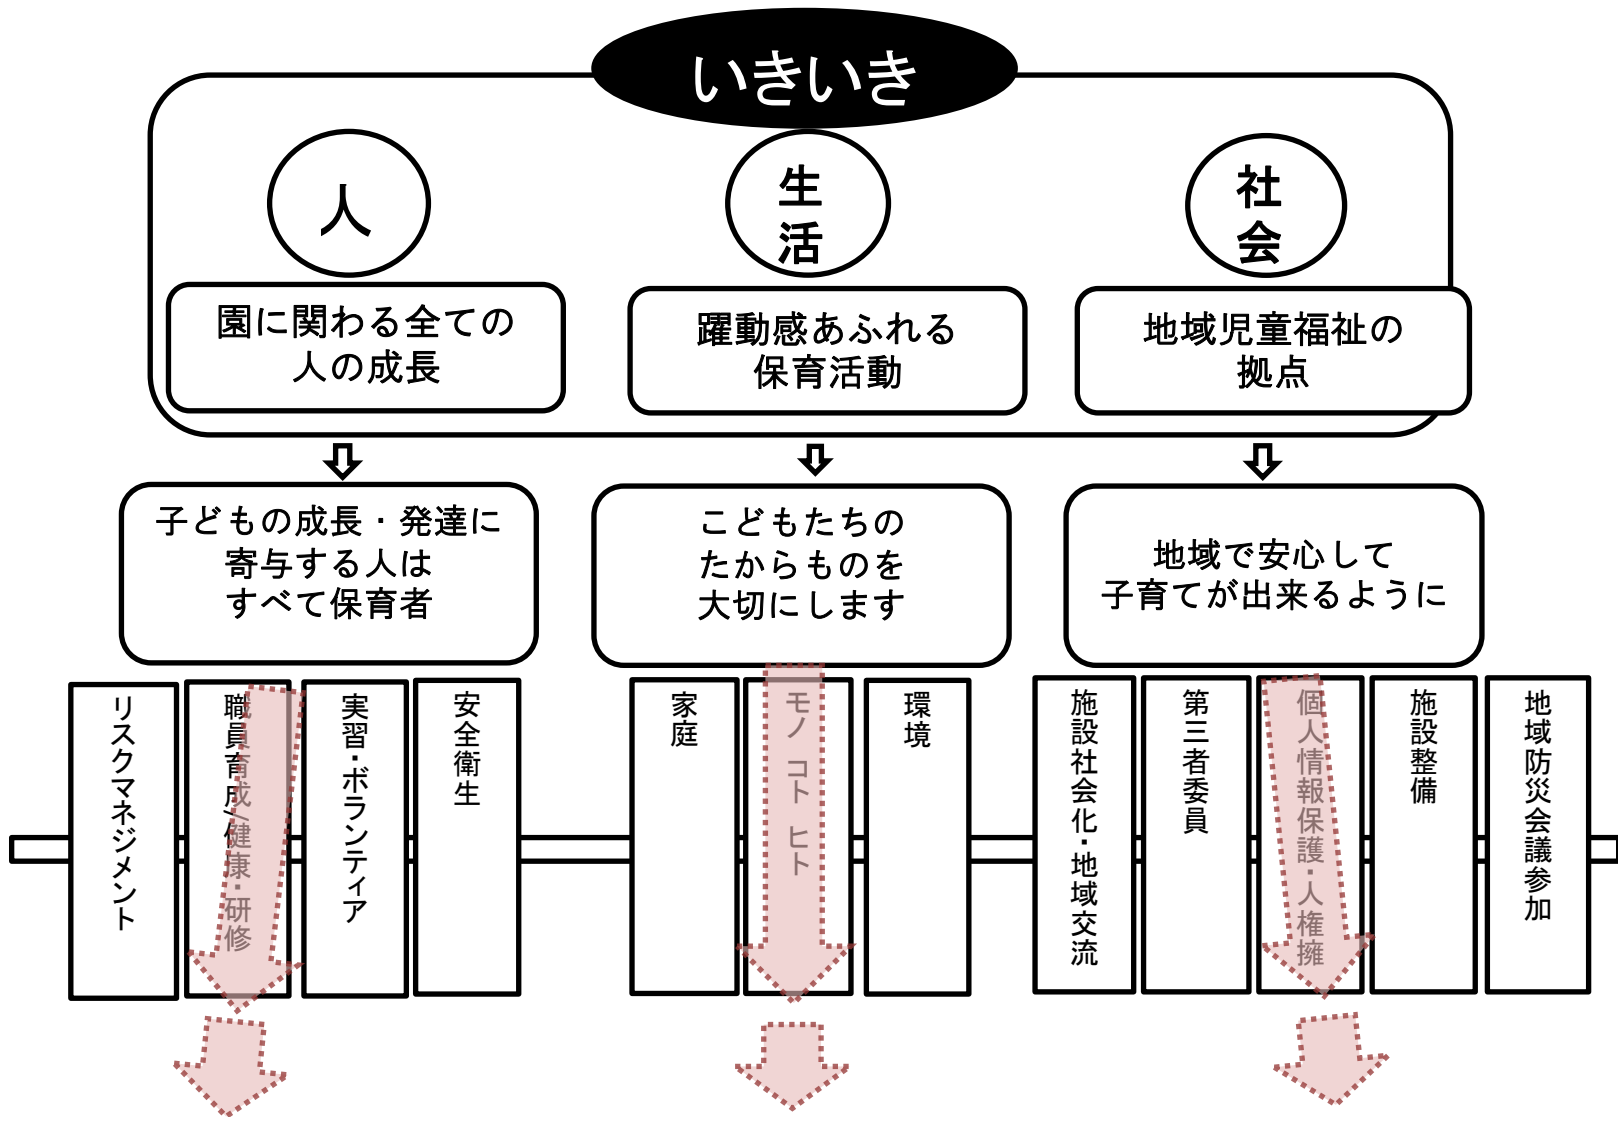 いきいき
人
生活
社会
園に関わる全ての
人の成長
躍動感あふれる
保育活動
地域児童福祉の
拠点
子どもの成長・発達に
寄与する人は
すべて保育者
こどもたちの
たからものを
大切にします
地域で安心して
子育てが出来るように
リスクマネジメント
職員育成/健康・研修
実習・ボランティア
安全衛生
家庭
モノ コト ヒト
環境
施設社会化・地域交流
第三者委員
個人情報保護・人権擁
施設整備
地域防災会議参加